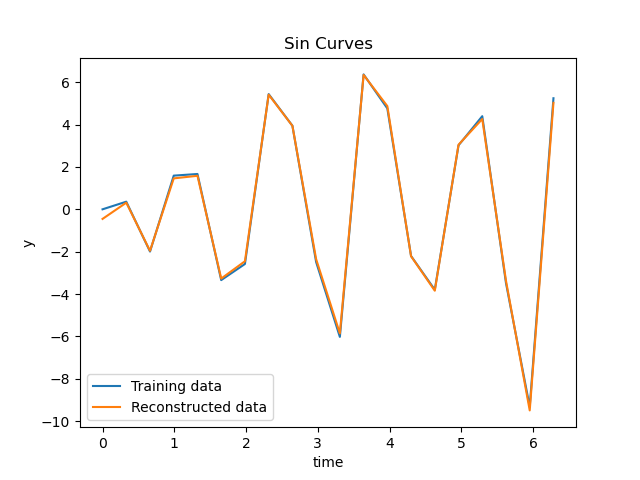 Sin Curves
y
6
4
2
0
−2
−4
−6
−8
−10
Training data
Reconstructed data
0 1 2 3 4 5 6
time